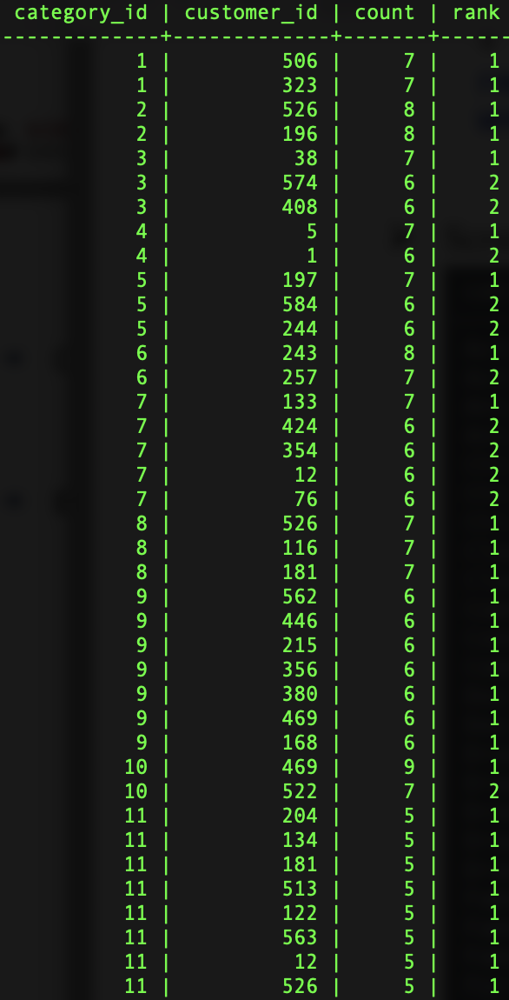 category_id | customer_id | count | rank
-------------+-------------+-------+------
1 | 506 | 7 | 1
1 | 323 | 7 | 1
2 | 526 | 8 | 1
2 | 196 | 8 | 1
3 | 38 | 7 | 1
3 | 574 | 6 | 2
3 | 408 | 6 | 2
4 | 5 | 7 | 1
4 | 1 | 6 | 2
5 | 197 | 7 | 1
5 | 584 | 6 | 2
5 | 244 | 6 | 2
6 | 243 | 8 | 1
6 | 257 | 7 | 2
7 | 133 | 7 | 1
7 | 424 | 6 | 2
7 | 354 | 6 | 2
7 | 12 | 6 | 2
7 | 76 | 6 | 2
8 | 526 | 7 | 1
8 | 116 | 7 | 1
8 | 181 | 7 | 1
9 | 562 | 6 | 1
9 | 446 | 6 | 1
9 | 215 | 6 | 1
9 | 356 | 6 | 1
9 | 380 | 6 | 1
9 | 469 | 6 | 1
9 | 168 | 6 | 1
10 | 469 | 9 | 1
10 | 522 | 7 | 2
11 | 204 | 5 | 1
11 | 134 | 5 | 1
11 | 181 | 5 | 1
11 | 513 | 5 | 1
11 | 122 | 5 | 1
11 | 563 | 5 | 1
11 | 12 | 5 | 1
11 | 526 | 5 | 1